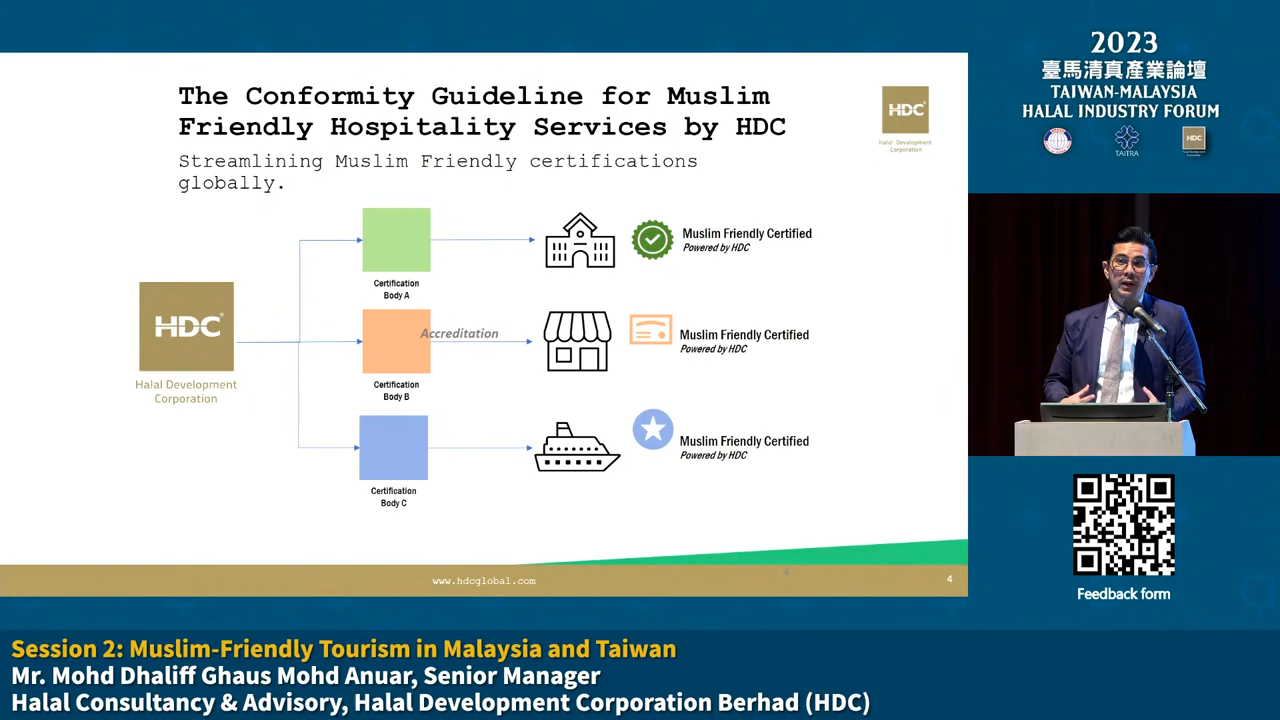 The Conformity Guideline for Muslim
Friendly Hospitality Services by HDC
Streamlining Muslim Friendly certifications
globally.
HDC
Halal Development
Corporation
HDC
Halal Development
Corporation
Certification
Body A
Muslim Friendly Certified
Powered by HDC
Accreditation
Certification
Body B
Muslim Friendly Certified
Powered by HDC
Certification
Body C
Muslim Friendly Certified
Powered by HDC
www.hdcglobal.com
4
2023
臺馬清真產業論壇
TAIWAN-MALAYSIA
HALAL INDUSTRY FORUM
TAITRA
HDC
Feedback form
Session 2: Muslim-Friendly Tourism in Malaysia and Taiwan
Mr. Mohd Dhaliff Ghaus Mohd Anuar, Senior Manager
Halal Consultancy & Advisory, Halal Development Corporation Berhad (HDC)